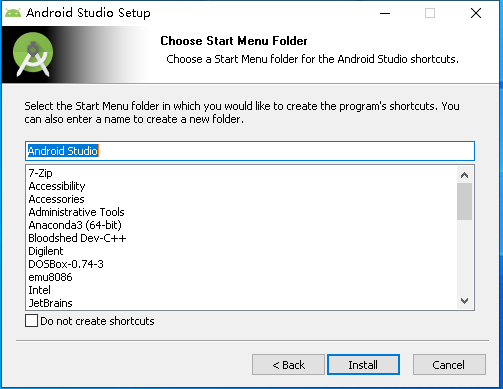 Android Studio Setup
Choose Start Menu Folder
Choose a Start Menu folder for the Android Studio shortcuts.
Select the Start Menu folder in which you would like to create the program's shortcuts. You
can also enter a name to create a new folder.
Android Studio
7-Zip
Accessibility
Accessories
Administrative Tools
Anaconda3 (64-bit)
Bloodshed Dev-C++
Digilent
DOSBox-0.74-3
emu8086
Intel
JetBrains
Do not create shortcuts
< Back
Install
Cancel